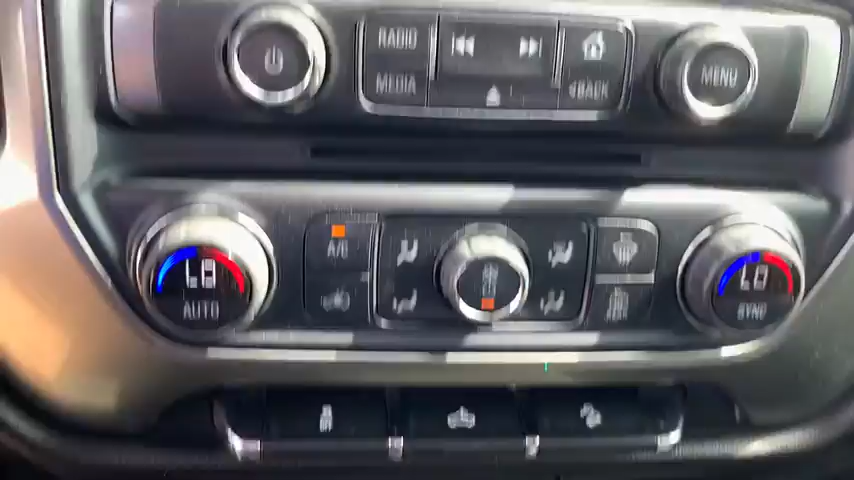 RADIO
MEDIA
BACK
MENU
A/C
LO
AUTO
LO
SYNC